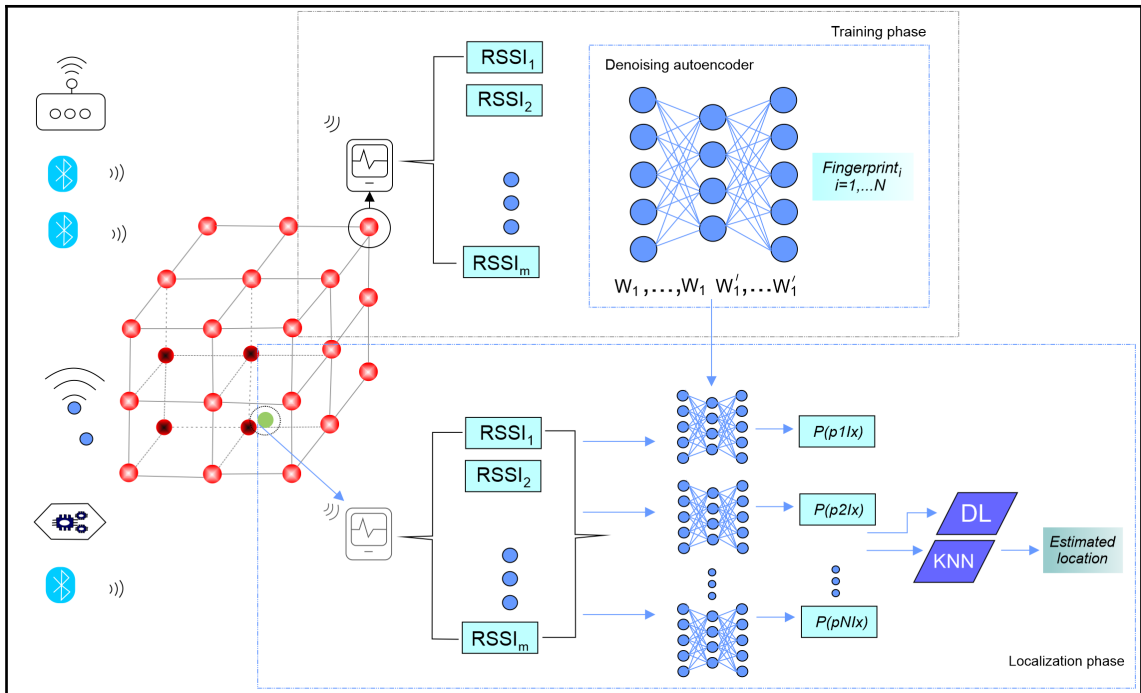 Training phase
Denoising autoencoder
RSSI₁
RSSI₂
RSSIₘ
Fingerprintᵢ
i=1,...N
W₁,...,W₁ W₁′,...W₁′
RSSI₁
RSSI₂
RSSIₘ
P(p1Ix)
P(p2Ix)
P(pNIx)
DL
KNN
Estimated
location
Localization phase